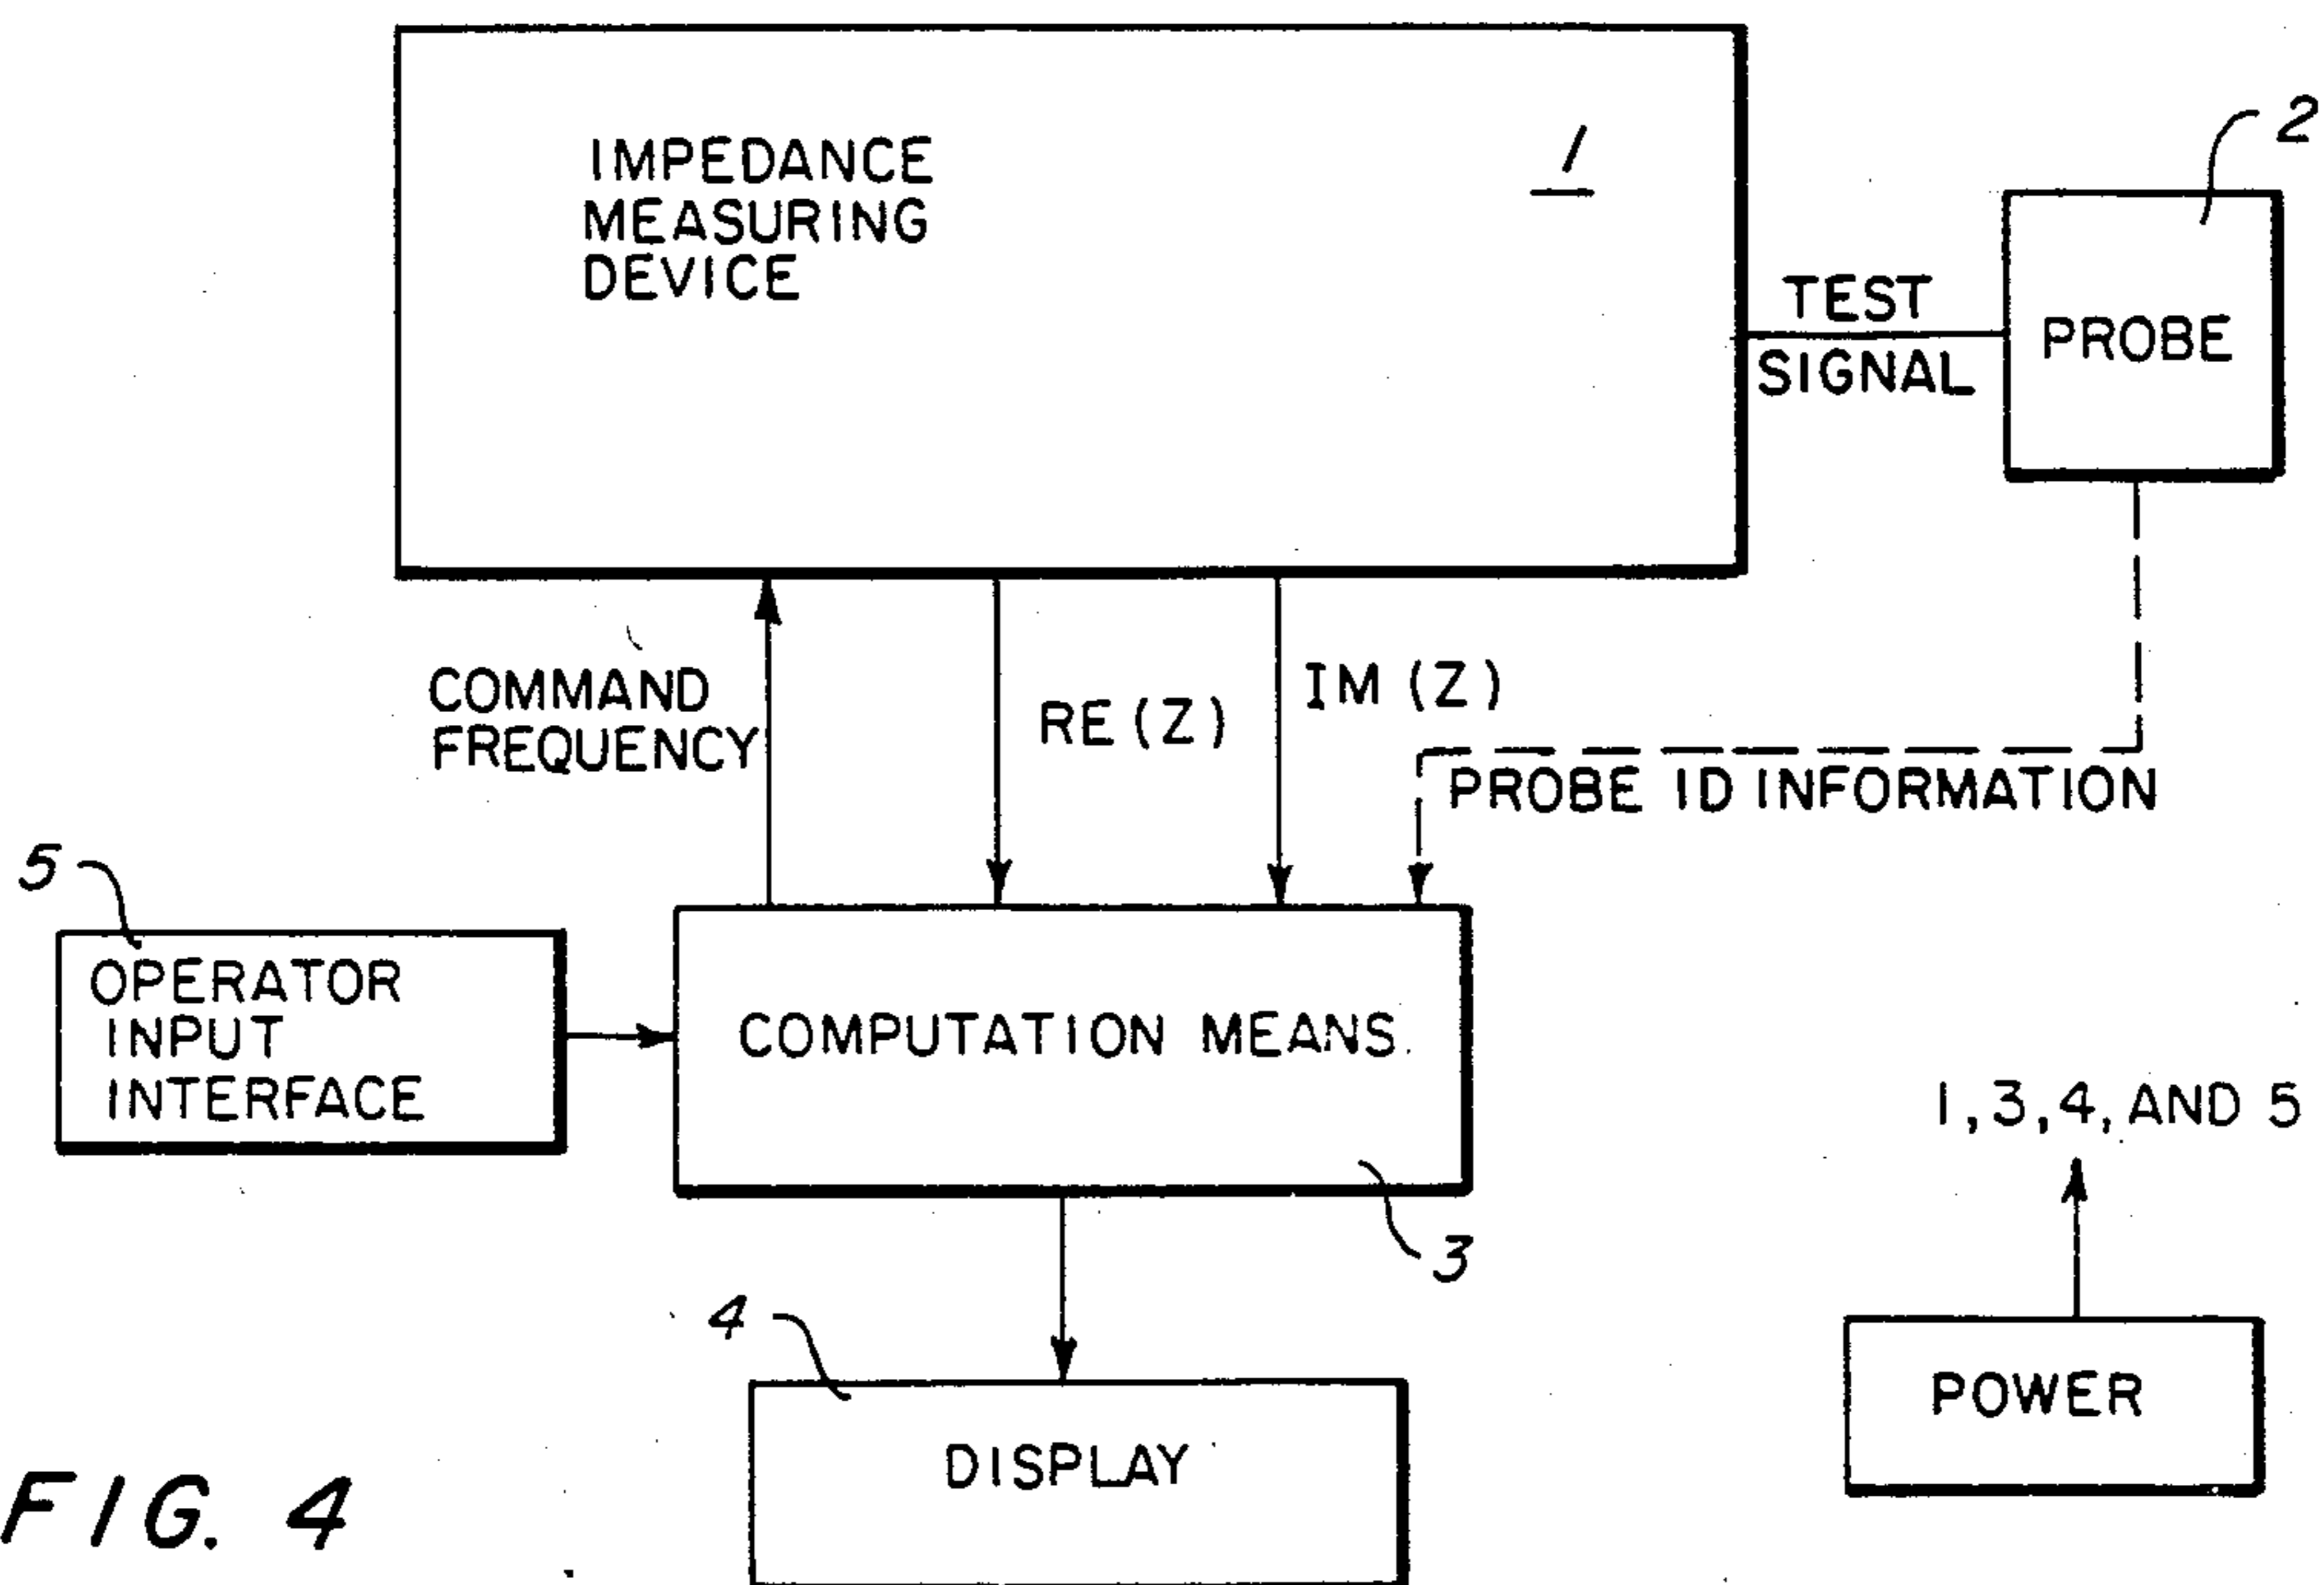 IMPEDANCE
MEASURING
DEVICE
1
2
TEST
SIGNAL
PROBE
COMMAND
FREQUENCY
RE (Z)
IM (Z)
PROBE ID INFORMATION
5
OPERATOR
INPUT
INTERFACE
COMPUTATION MEANS
3
1, 3, 4, AND 5
4
DISPLAY
POWER
FIG. 4